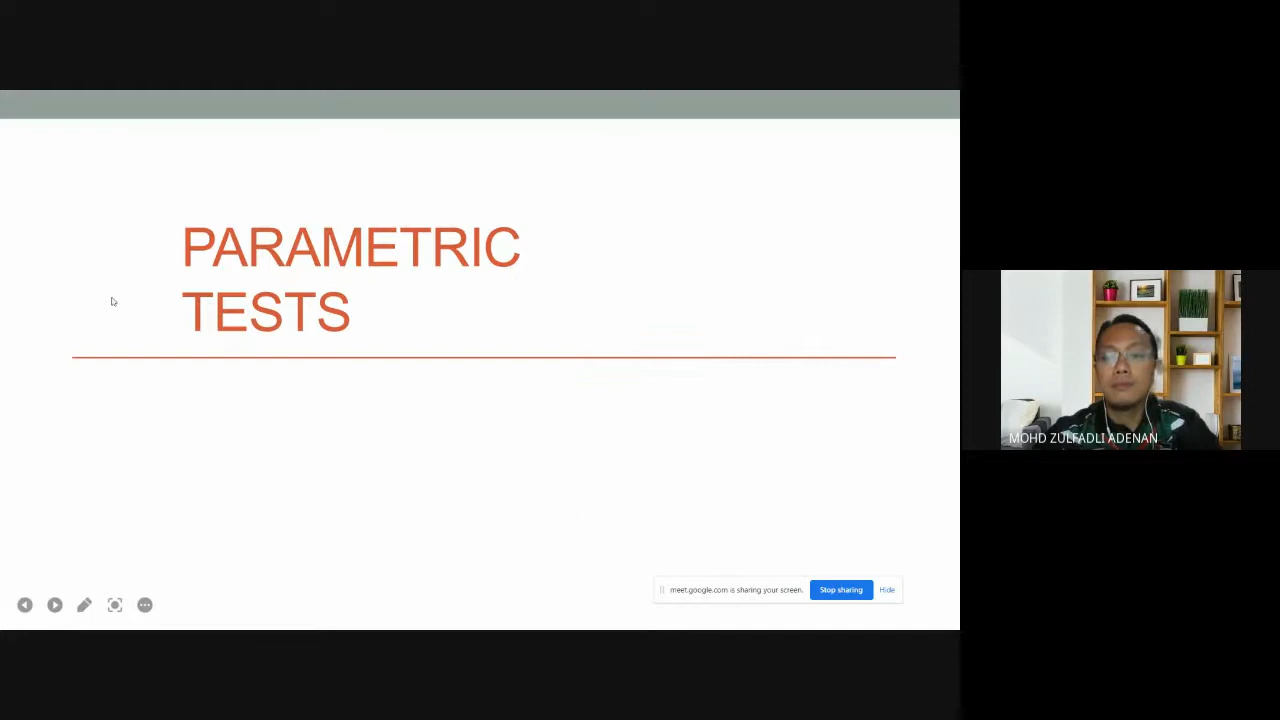 PARAMETRIC
TESTS
meet.google.com is sharing your screen.
Stop sharing
Hide
MOHD ZULFADLI ADENAN